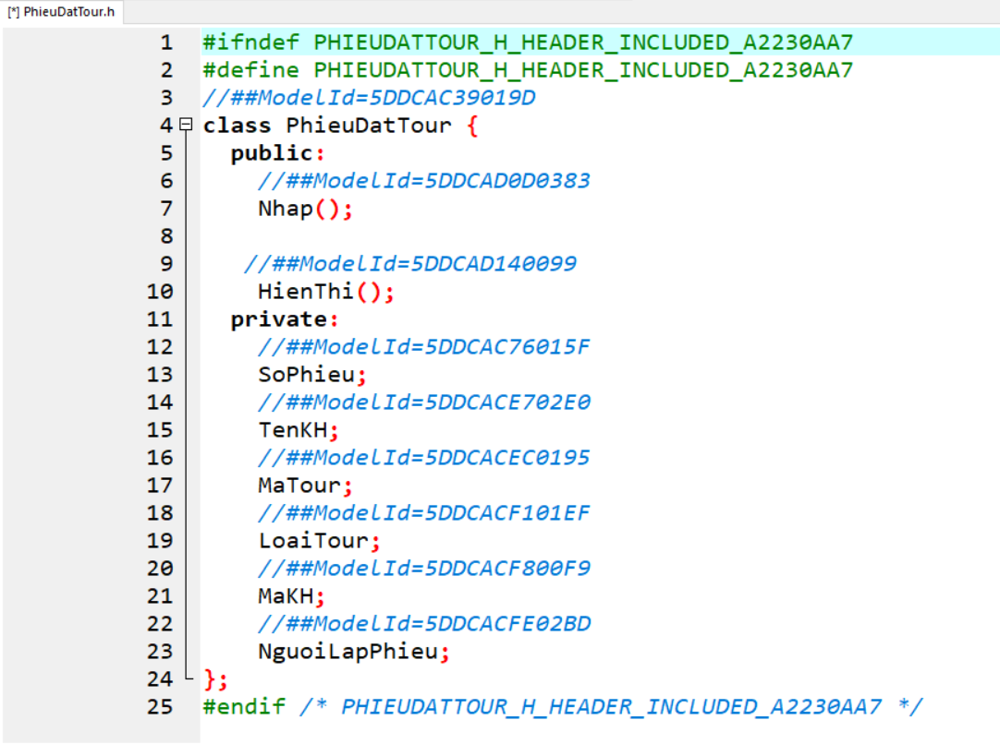 [*] PhieuDatTour.h
1 #ifndef PHIEUDATTOUR_H_HEADER_INCLUDED_A2230AA7
2 #define PHIEUDATTOUR_H_HEADER_INCLUDED_A2230AA7
3 //##ModelId=5DDCAC39019D
4 class PhieuDatTour {
5 public:
6 //##ModelId=5DDCAD0D0383
7 Nhap();
8
9 //##ModelId=5DDCAD140099
10 HienThi();
11 private:
12 //##ModelId=5DDCAC76015F
13 SoPhieu;
14 //##ModelId=5DDCACE702E0
15 TenKH;
16 //##ModelId=5DDCACEC0195
17 MaTour;
18 //##ModelId=5DDCACF101EF
19 LoaiTour;
20 //##ModelId=5DDCACF800F9
21 MaKH;
22 //##ModelId=5DDCACFE02BD
23 NguoiLapPhieu;
24 };
25 #endif /* PHIEUDATTOUR_H_HEADER_INCLUDED_A2230AA7 */